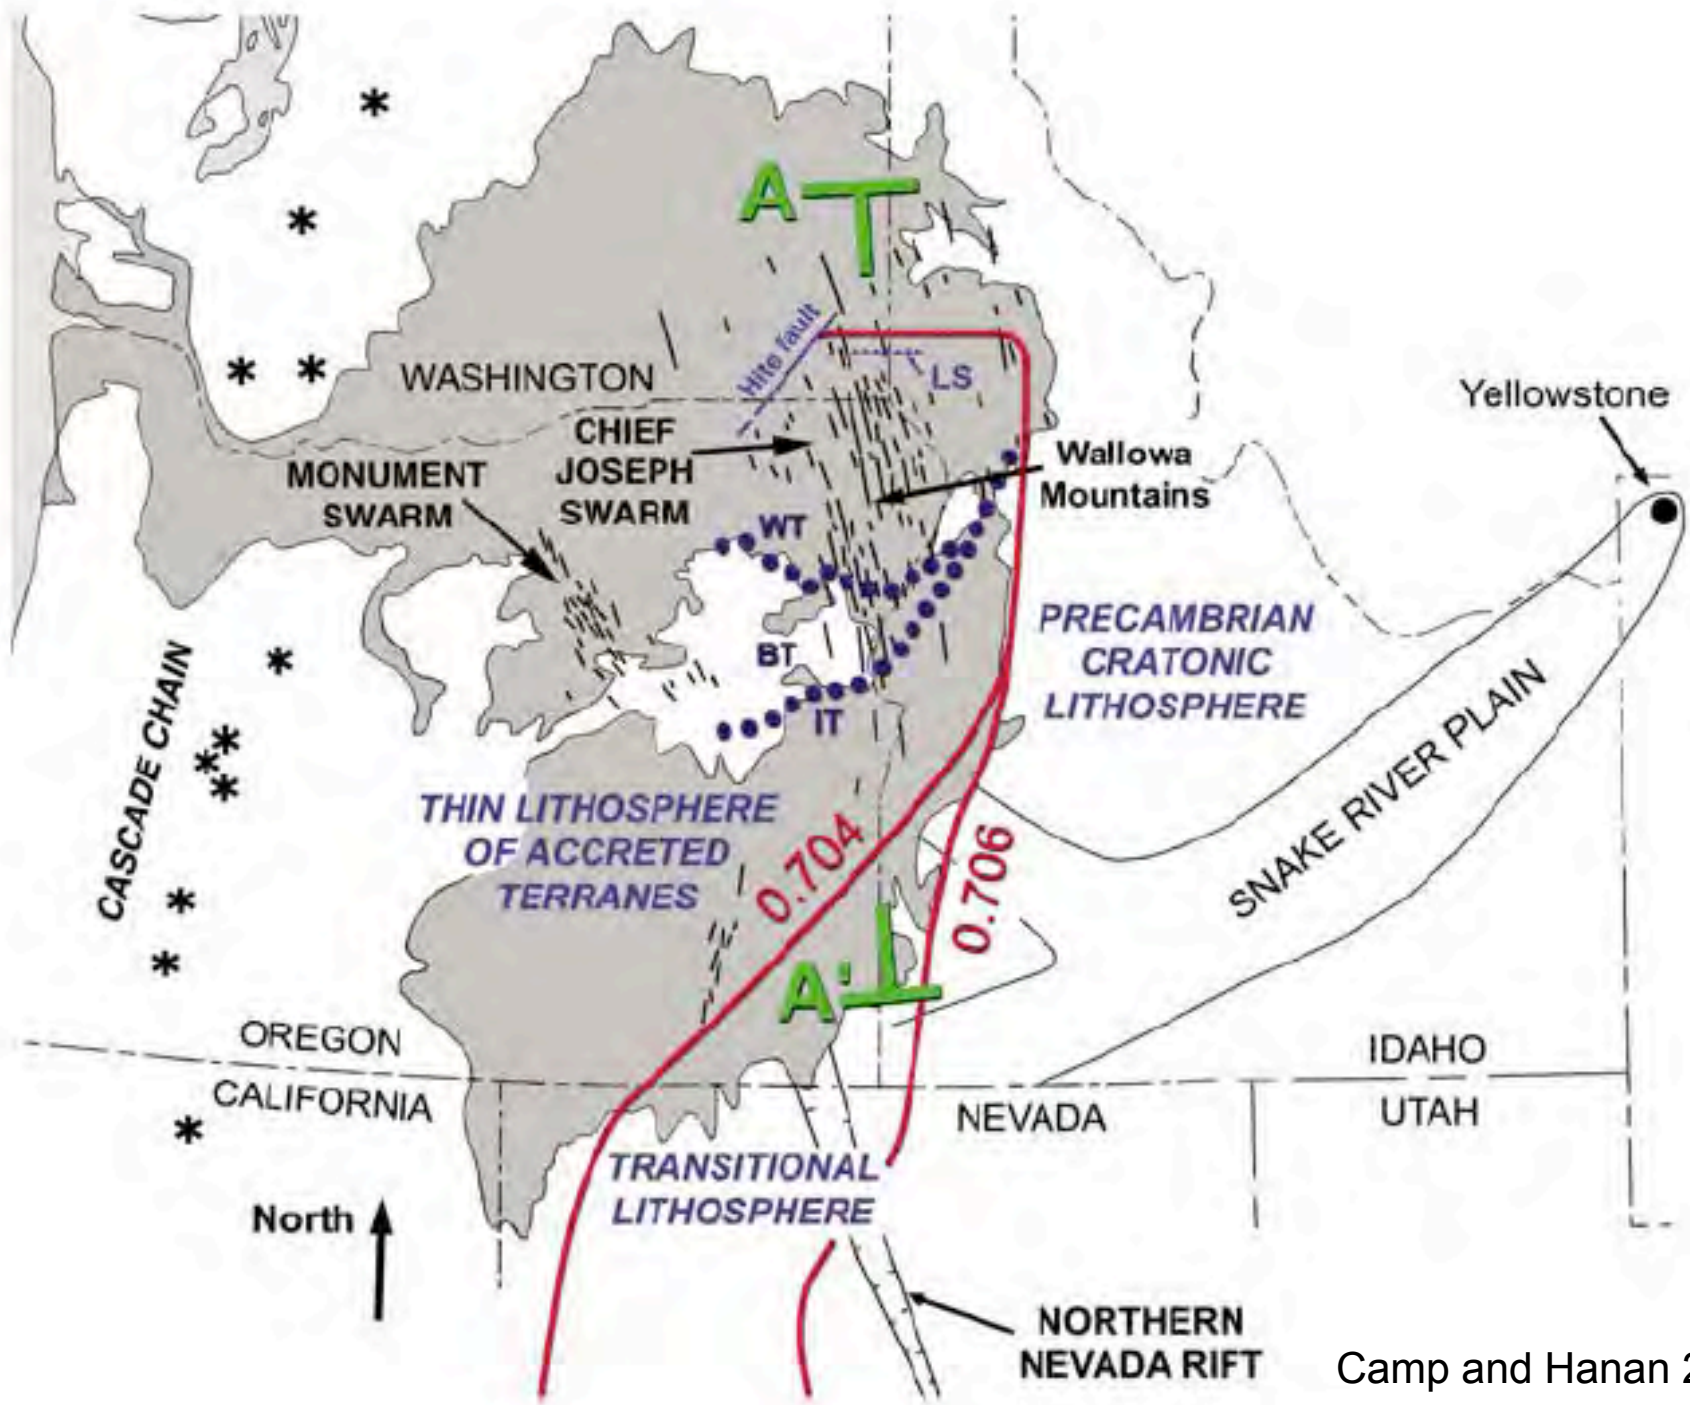 A
Hite fault
WASHINGTON
LS
Yellowstone
CHIEF
JOSEPH
SWARM
MONUMENT
SWARM
Wallowa
Mountains
WT
BT
IT
PRECAMBRIAN
CRATONIC
LITHOSPHERE
CASCADE CHAIN
SNAKE RIVER PLAIN
THIN LITHOSPHERE
OF ACCRETED
TERRANES
0.704
0.706
A'
OREGON
CALIFORNIA
IDAHO
NEVADA
UTAH
TRANSITIONAL
LITHOSPHERE
North
NORTHERN
NEVADA RIFT
Camp and Hanan 2